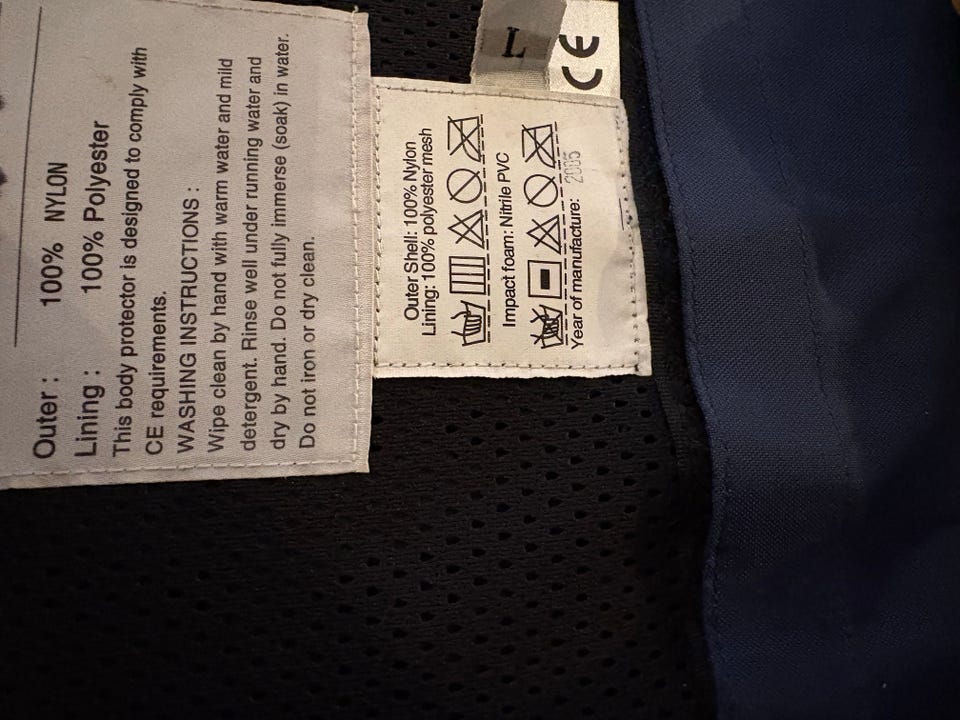 Outer : 100% NYLON
Lining : 100% Polyester
This body protector is designed to comply with
CE requirements.
WASHING INSTRUCTIONS :
Wipe clean by hand with warm water and mild
detergent. Rinse well under running water and
dry by hand. Do not fully immerse (soak) in water.
Do not iron or dry clean.
L
CE
Outer Shell: 100% Nylon
Lining: 100% polyester mesh
Impact foam: Nitrile PVC
Year of manufacture: 2005